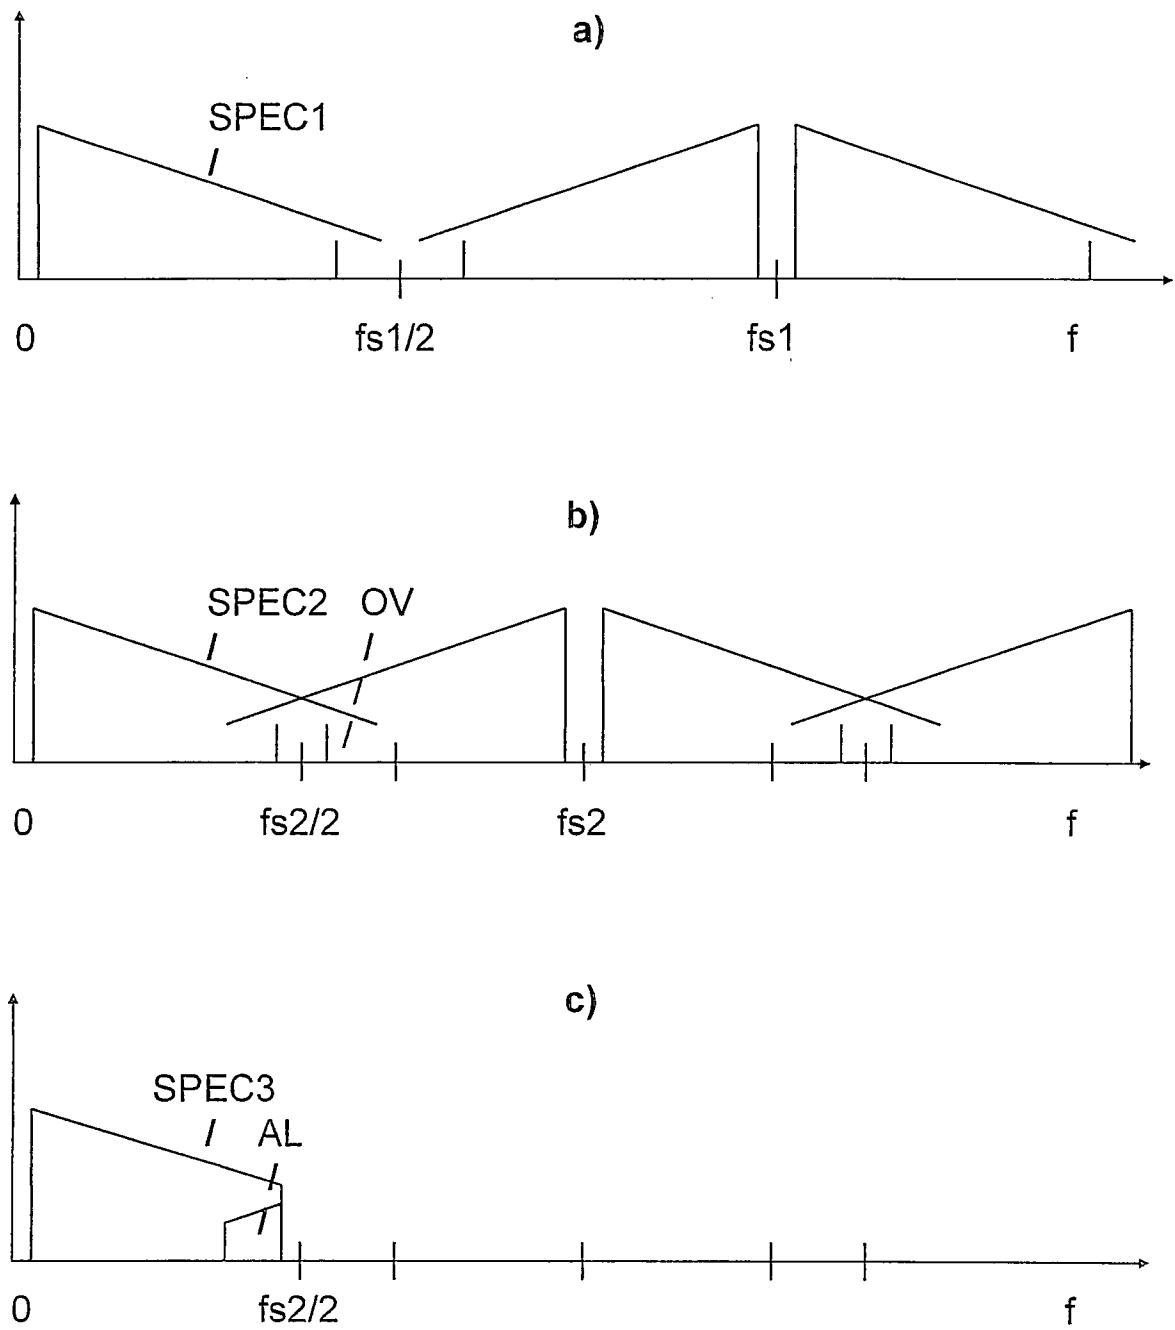 a)
SPEC1
0 fs1/2 fs1 f
b)
SPEC2 OV
0 fs2/2 fs2 f
c)
SPEC3
AL
0 fs2/2 f